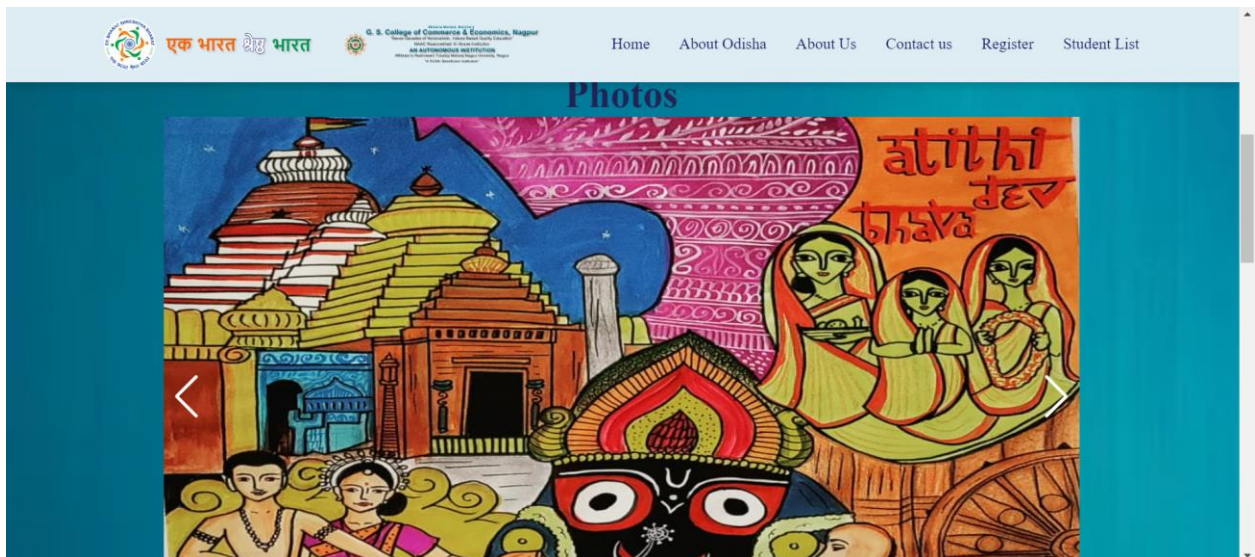 एक भारत श्रेष्ठ भारत
G. S. College of Commerce & Economics, Nagpur
AN AUTONOMOUS INSTITUTION
Home About Odisha About Us Contact us Register Student List
Photos
atithi
dev
bhava